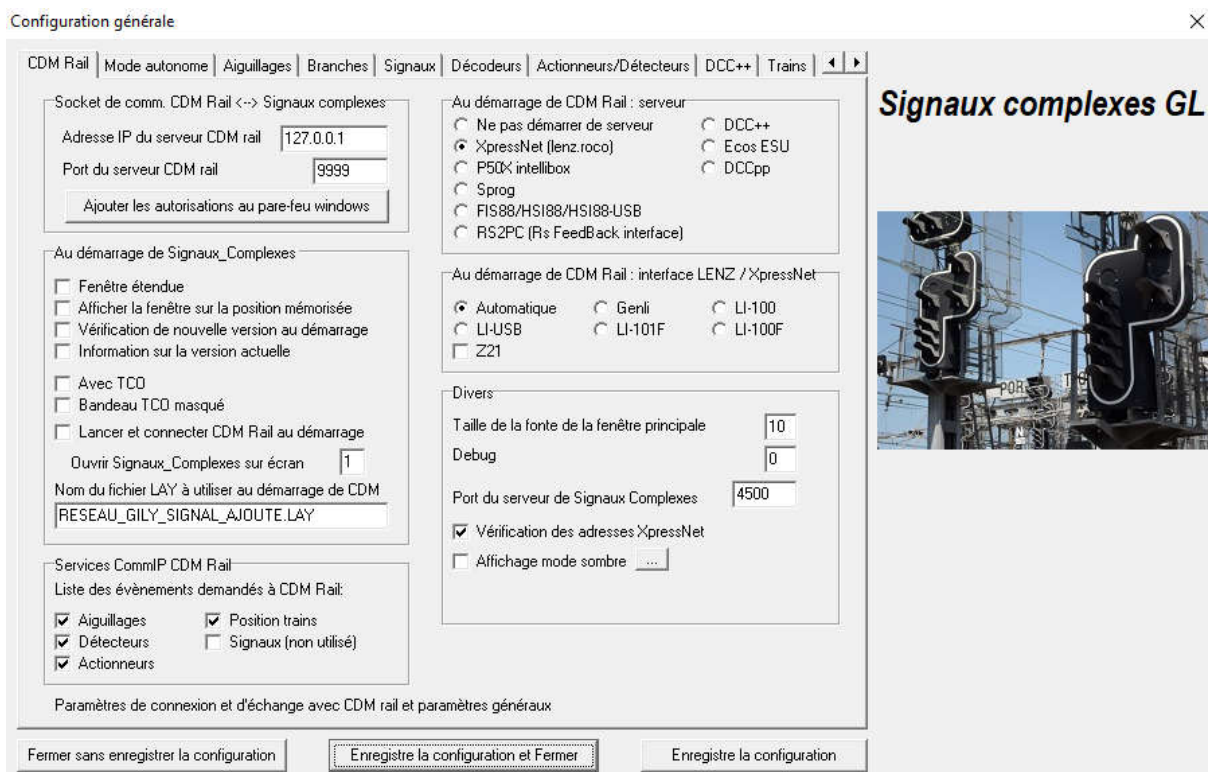 Configuration générale
CDM Rail Mode autonome Aiguillages Branches Signaux Décodeurs Actionneurs/Détecteurs DCC++ Trains
Socket de comm. CDM Rail <--> Signaux complexes
Adresse IP du serveur CDM rail 127.0.0.1
Port du serveur CDM rail 9999
Ajouter les autorisations au pare-feu windows
Au démarrage de Signaux_Complexes
Fenêtre étendue
Afficher la fenêtre sur la position mémorisée
Vérification de nouvelle version au démarrage
Information sur la version actuelle
Avec TCO
Bandeau TCO masqué
Lancer et connecter CDM Rail au démarrage
Ouvrir Signaux_Complexes sur écran 1
Nom du fichier LAY à utiliser au démarrage de CDM
RESEAU_GILY_SIGNAL_AJOUTE.LAY
Services CommIP CDM Rail
Liste des évènements demandés à CDM Rail:
Aiguillages Position trains
Détecteurs Signaux (non utilisé)
Actionneurs
Paramètres de connexion et d'échange avec CDM rail et paramètres généraux
Au démarrage de CDM Rail : serveur
Ne pas démarrer de serveur DCC++
XpressNet (lenz.roco) Ecos ESU
P50X intellibox DCCpp
Sprog
FIS88/HSI88/HSI88-USB
RS2PC (Rs FeedBack interface)
Au démarrage de CDM Rail : interface LENZ / XpressNet
Automatique Genli LI-100
LI-USB LI-101F LI-100F
Z21
Divers
Taille de la fonte de la fenêtre principale 10
Debug 0
Port du serveur de Signaux Complexes 4500
Vérification des adresses XpressNet
Affichage mode sombre ...
Signaux complexes GL
POR
Fermer sans enregistrer la configuration Enregistre la configuration et Fermer Enregistre la configuration